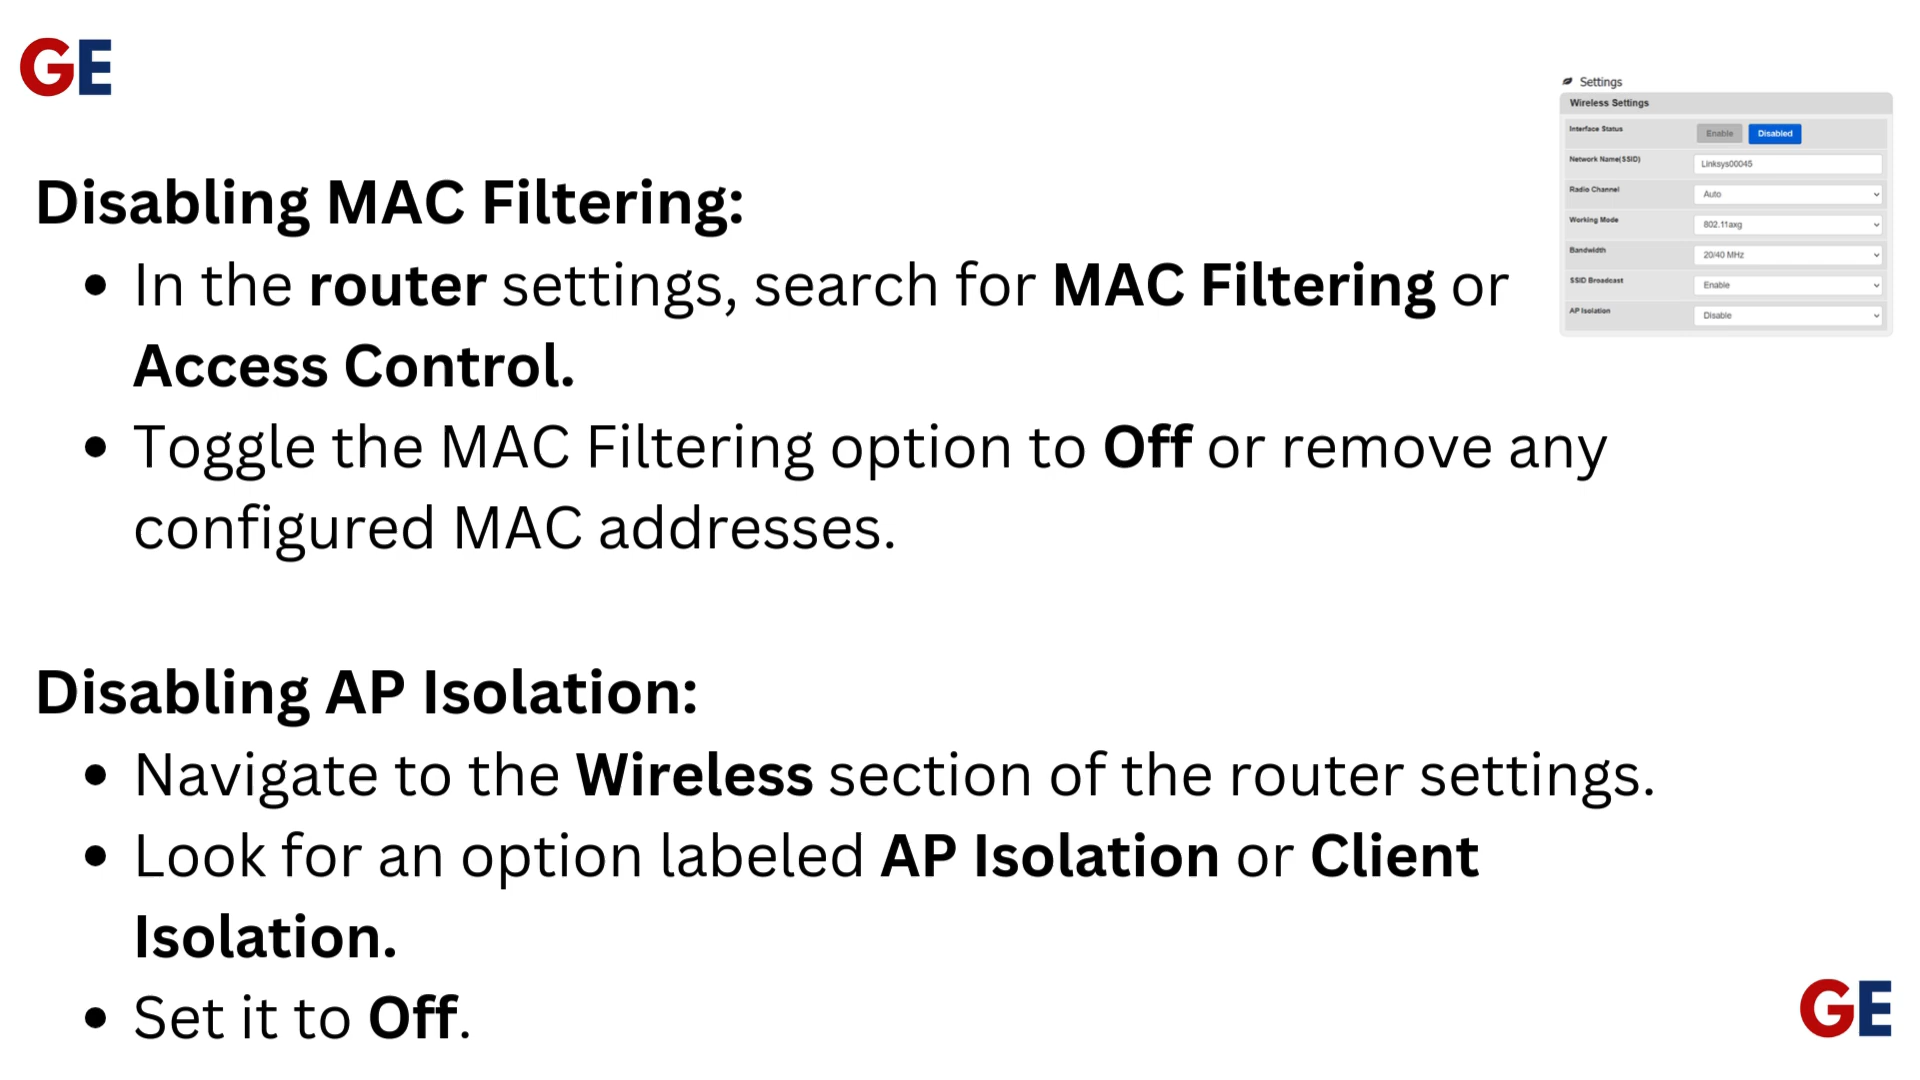 GE
Settings
Wireless Settings
Interface Status Enable Disabled
Network Name(SSID) Linksys00045
Radio Channel Auto
Working Mode 802.11axg
Bandwidth 20/40 MHz
SSID Broadcast Enable
AP Isolation Disable
Disabling MAC Filtering:
• In the router settings, search for MAC Filtering or
Access Control.
• Toggle the MAC Filtering option to Off or remove any
configured MAC addresses.
Disabling AP Isolation:
• Navigate to the Wireless section of the router settings.
• Look for an option labeled AP Isolation or Client
Isolation.
• Set it to Off.
GE